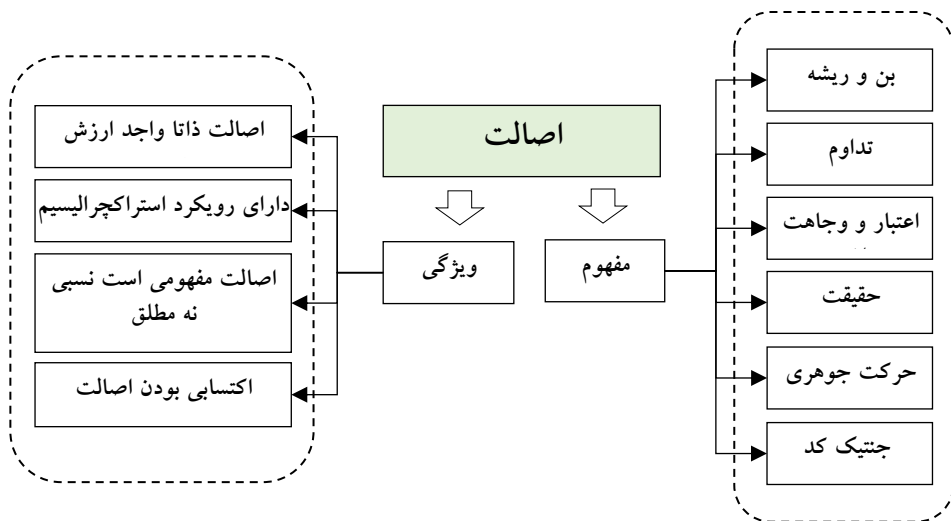 اصالت
مفهوم
ویژگی
بن و ریشه
تداوم
اعتبار و وجاهت
حقیقت
حرکت جوهری
جنتیک کد
اصالت ذاتا واجد ارزش
دارای رویکرد استراکچرالیسیم
اصالت مفهومی است نسبی
نه مطلق
اکتسابی بودن اصالت